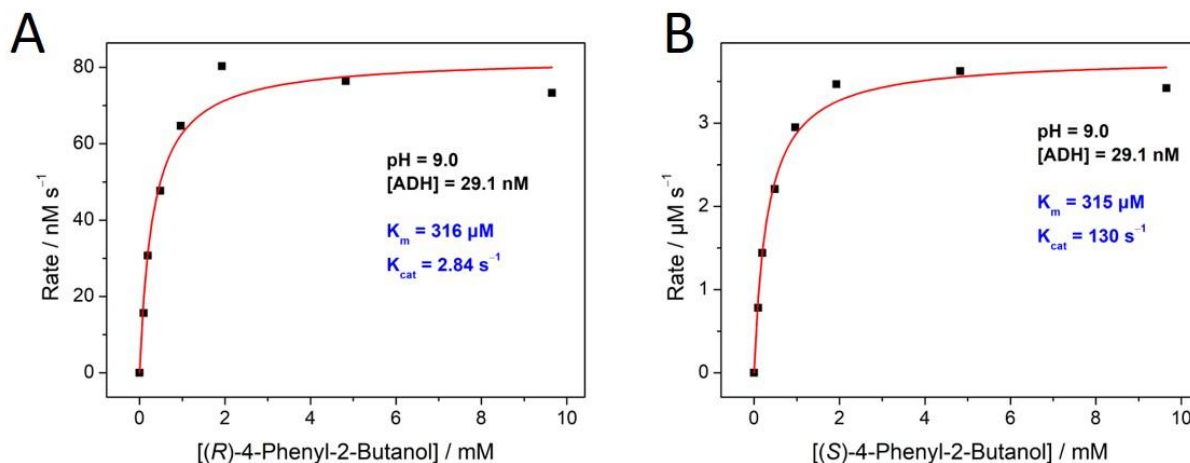 A
Rate / nM s⁻¹
80
60
40
20
0
0 2 4 6 8 10
[(R)-4-Phenyl-2-Butanol] / mM
pH = 9.0
[ADH] = 29.1 nM
Kₘ = 316 µM
K_cat = 2.84 s⁻¹
B
Rate / µM s⁻¹
3
2
1
0
0 2 4 6 8 10
[(S)-4-Phenyl-2-Butanol] / mM
pH = 9.0
[ADH] = 29.1 nM
Kₘ = 315 µM
K_cat = 130 s⁻¹